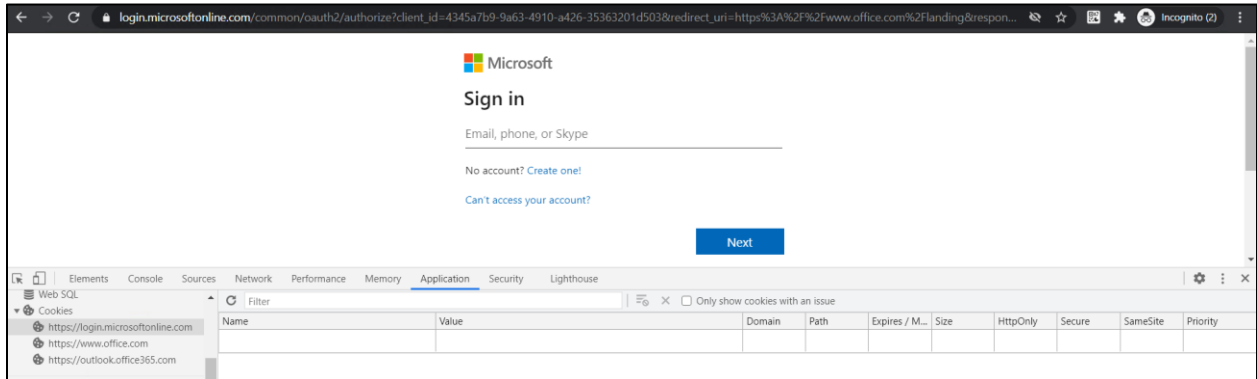 login.microsoftonline.com/common/oauth2/authorize?client_id=4345a7b9-9a63-4910-a426-35363201d503&redirect_uri=https%3A%2F%2Fwww.office.com%2Flanding&respon... Incognito (2)
Microsoft
Sign in
Email, phone, or Skype
No account? Create one!
Can't access your account?
Next
Elements Console Sources Network Performance Memory Application Security Lighthouse
Web SQL
Filter Only show cookies with an issue
Cookies
Name Value Domain Path Expires / M... Size HttpOnly Secure SameSite Priority
https://login.microsoftonline.com
https://www.office.com
https://outlook.office365.com